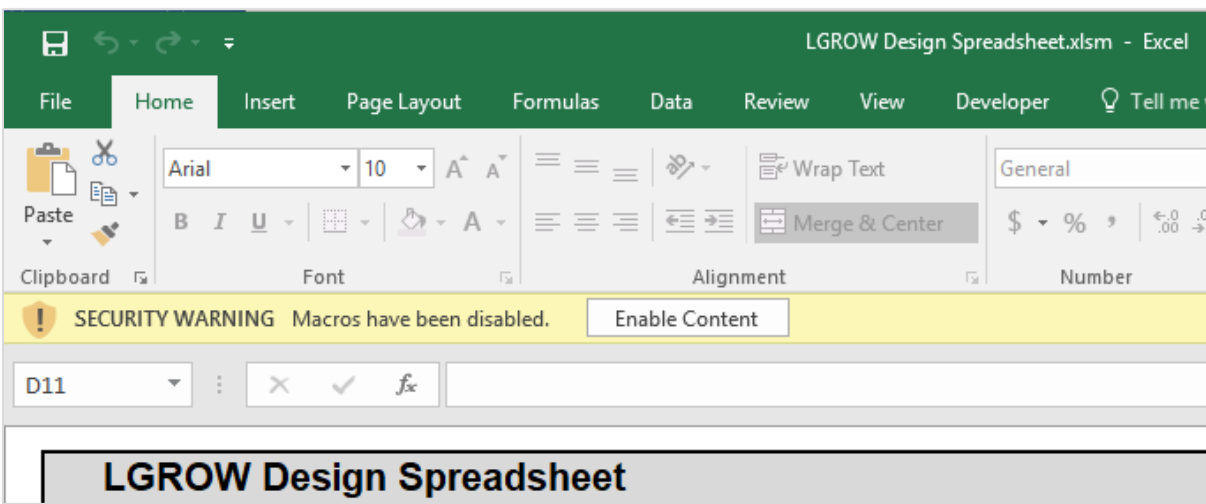 LGROW Design Spreadsheet.xlsm - Excel
File Home Insert Page Layout Formulas Data Review View Developer Tell me
Arial 10 A A Wrap Text General
Paste B I U A Merge & Center $ % , .0 .00
Clipboard Font Alignment Number
! SECURITY WARNING Macros have been disabled. Enable Content
D11 fx
LGROW Design Spreadsheet